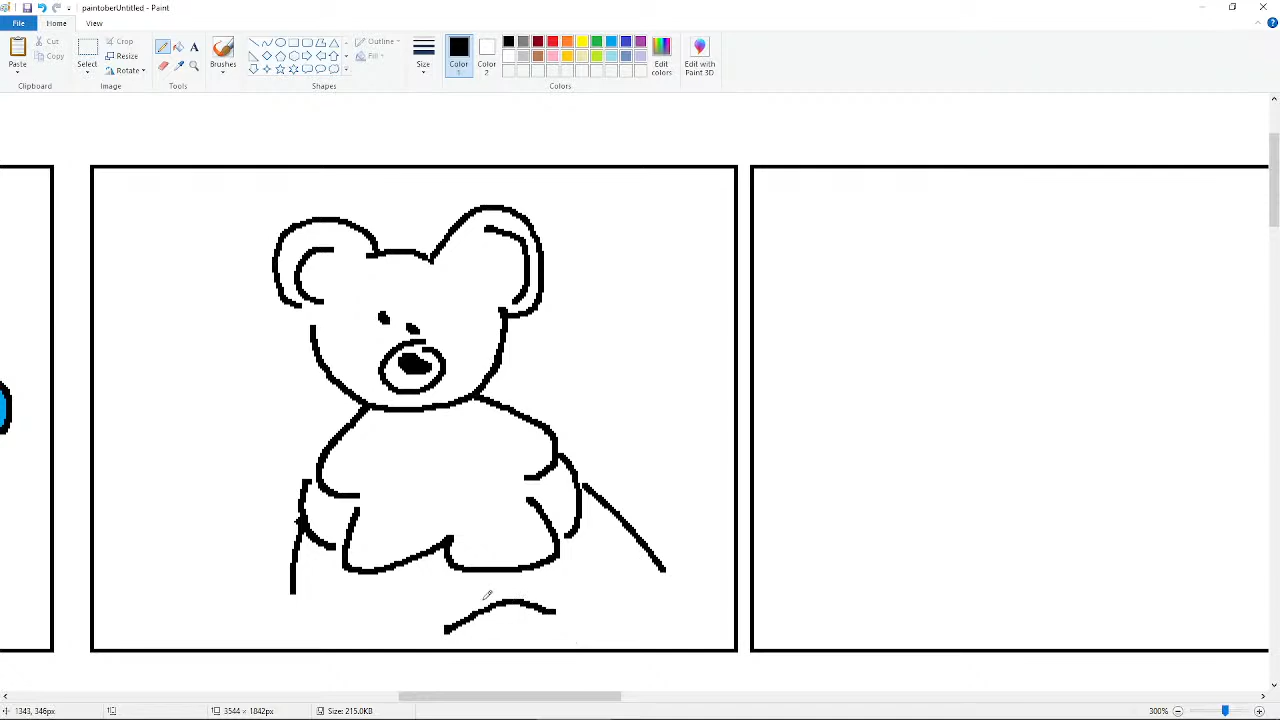 paintoberUntitled - Paint
File Home View
Paste
Cut
Copy
Clipboard
Select
Crop
Resize
Rotate
Image
A
Tools
Brushes
Shapes
Outline
Fill
Size
Color
1
Color
2
Edit
colors
Colors
Edit with
Paint 3D
1343, 346px
3544 × 1842px
Size: 215.0KB
300%